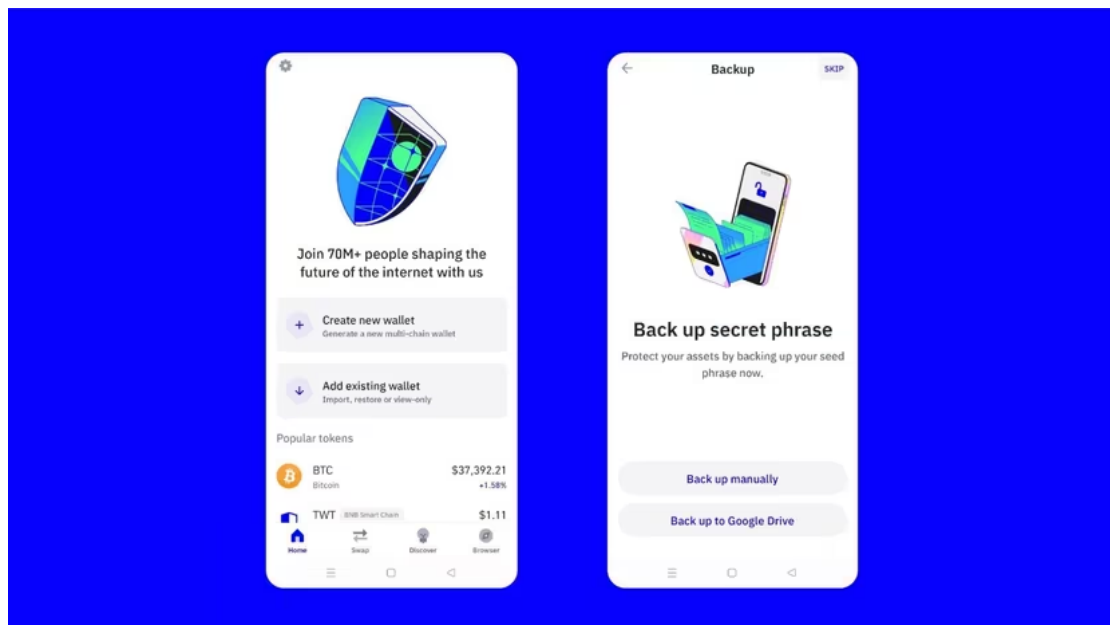 Join 70M+ people shaping the
future of the internet with us
Create new wallet
Generate a new multi-chain wallet
Add existing wallet
Import, restore or view-only
Popular tokens
BTC
$37,392.21
Bitcoin
+1.58%
TWT
BNB Smart Chain
$1.11
Home
Swap
Discover
Browser
Backup
SKIP
Back up secret phrase
Protect your assets by backing up your seed
phrase now.
Back up manually
Back up to Google Drive